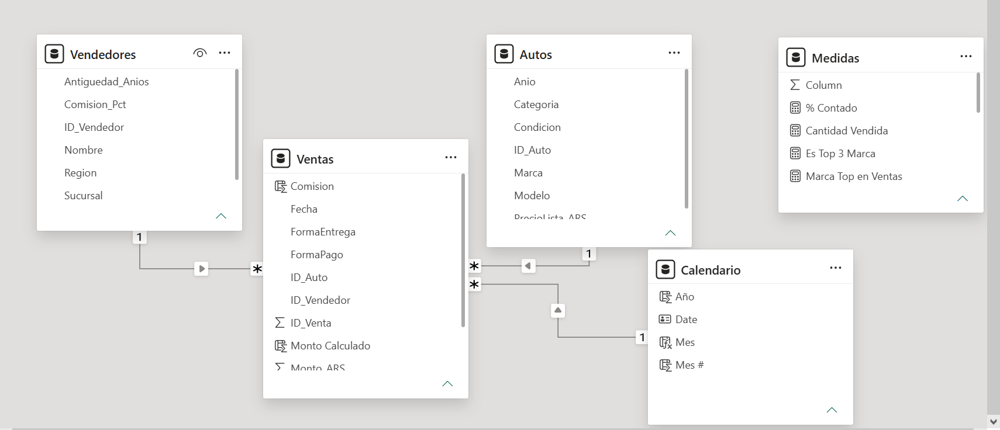 Vendedores
Antiguedad_Anios
Comision_Pct
ID_Vendedor
Nombre
Region
Sucursal
1
*
Ventas
Comision
Fecha
FormaEntrega
FormaPago
ID_Auto
ID_Vendedor
ID_Venta
Monto Calculado
Monto_ARS
*
*
Autos
Anio
Categoria
Condicion
ID_Auto
Marca
Modelo
PrecioLista_ARS
1
Calendario
Año
Date
Mes
Mes #
1
Medidas
Column
% Contado
Cantidad Vendida
Es Top 3 Marca
Marca Top en Ventas